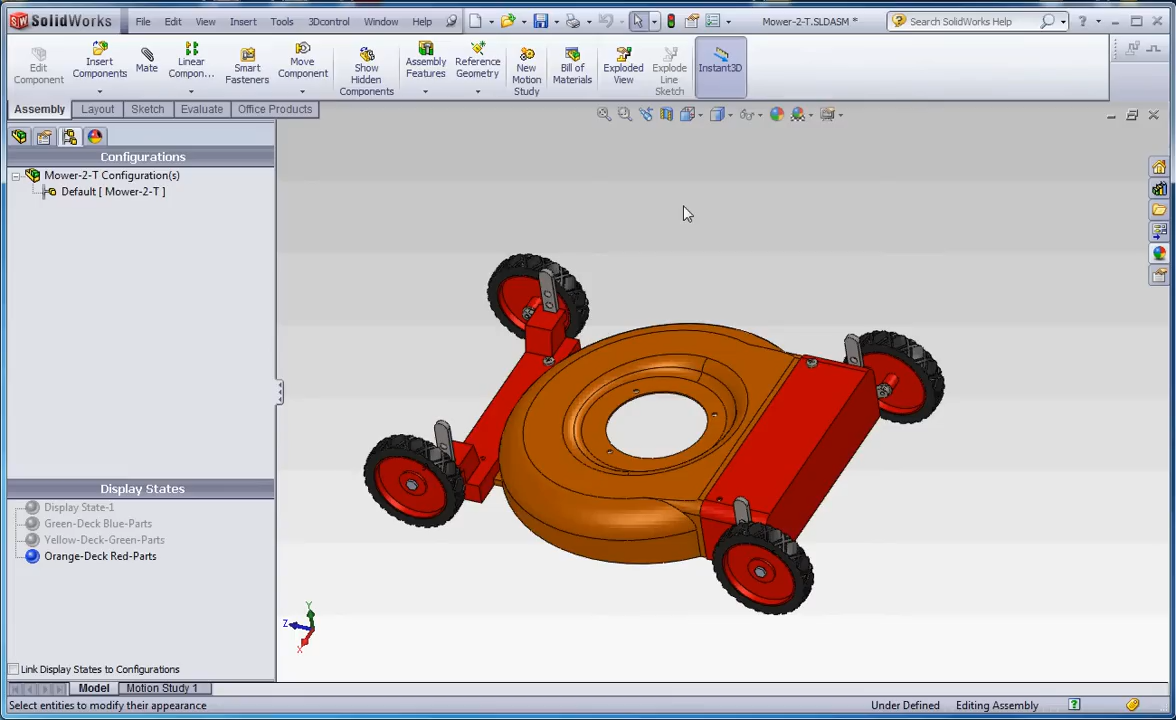 SolidWorks File Edit View Insert Tools 3Dcontrol Window Help Mower-2-T.SLDASM * Search SolidWorks Help
Edit Component
Insert Components
Mate
Linear Compon...
Smart Fasteners
Move Component
Show Hidden Components
Assembly Features
Reference Geometry
New Motion Study
Bill of Materials
Exploded View
Explode Line Sketch
Instant3D
Assembly Layout Sketch Evaluate Office Products
Configurations
Mower-2-T Configuration(s)
Default [ Mower-2-T ]
Display States
Display State-1
Green-Deck Blue-Parts
Yellow-Deck-Green-Parts
Orange-Deck Red-Parts
Y
Z
X
Link Display States to Configurations
Model Motion Study 1
Select entities to modify their appearance Under Defined Editing Assembly